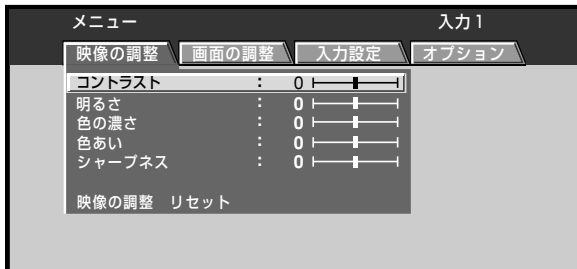 メニュー 入力1
映像の調整 画面の調整 入力設定 オプション
コントラスト : 0
明るさ : 0
色の濃さ : 0
色あい : 0
シャープネス : 0
映像の調整 リセット